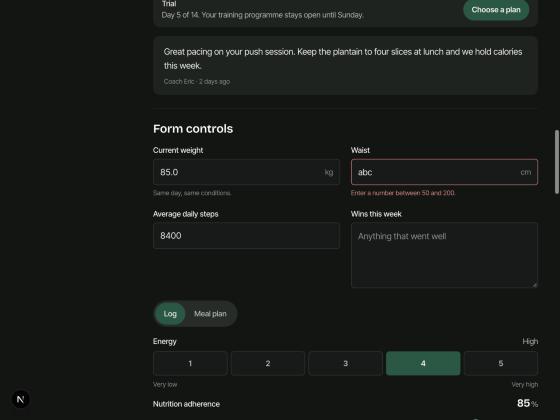 Trial
Day 5 of 14. Your training programme stays open until Sunday.
Choose a plan
Great pacing on your push session. Keep the plantain to four slices at lunch and we hold calories
this week.
Coach Eric · 2 days ago
Form controls
Current weight
85.0 kg
Same day, same conditions.
Waist
abc cm
Enter a number between 50 and 200.
Average daily steps
8400
Wins this week
Anything that went well
Log Meal plan
Energy High
1 2 3 4 5
Very low Very high
Nutrition adherence 85%
N